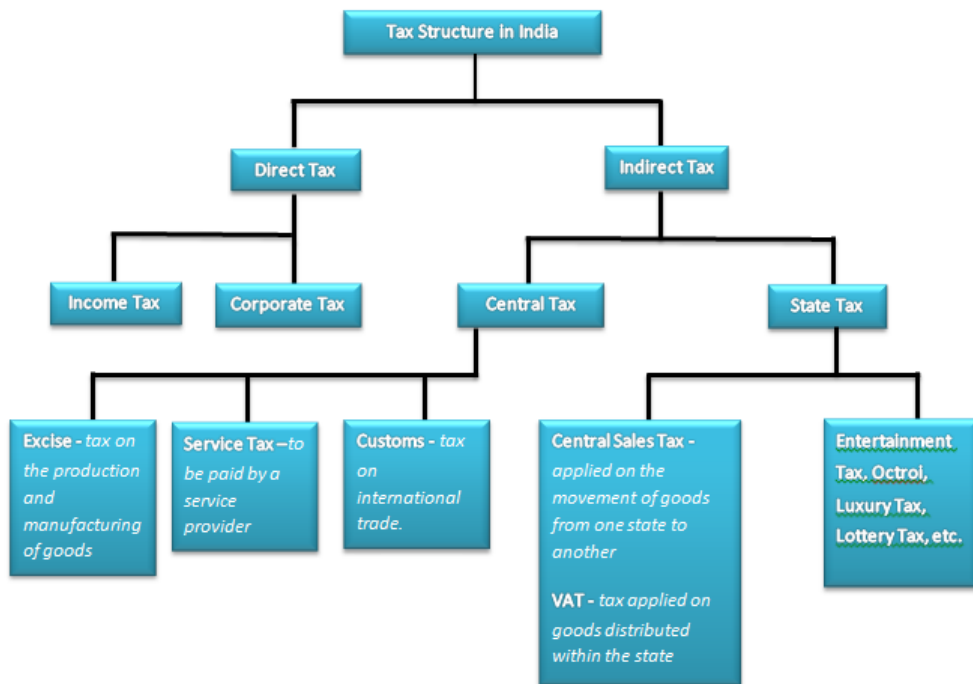 Tax Structure in India
Direct Tax
Indirect Tax
Income Tax
Corporate Tax
Central Tax
State Tax
Excise - tax on
the production
and
manufacturing
of goods
Service Tax –to
be paid by a
service
provider
Customs - tax
on
international
trade.
Central Sales Tax -
applied on the
movement of goods
from one state to
another
VAT - tax applied on
goods distributed
within the state
Entertainment
Tax, Octroi,
Luxury Tax,
Lottery Tax, etc.